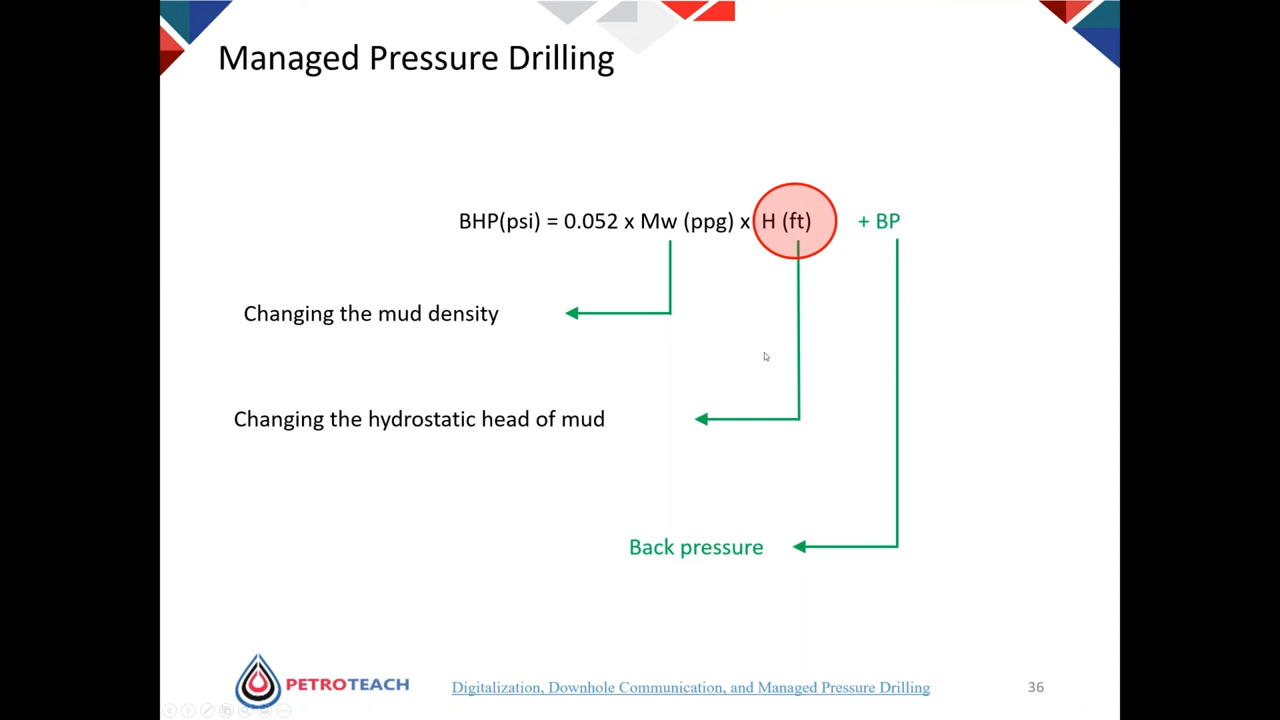 Managed Pressure Drilling
BHP(psi) = 0.052 x Mw (ppg) x H (ft) + BP
Changing the mud density
Changing the hydrostatic head of mud
Back pressure
PETROTEACH
Digitalization, Downhole Communication, and Managed Pressure Drilling
36